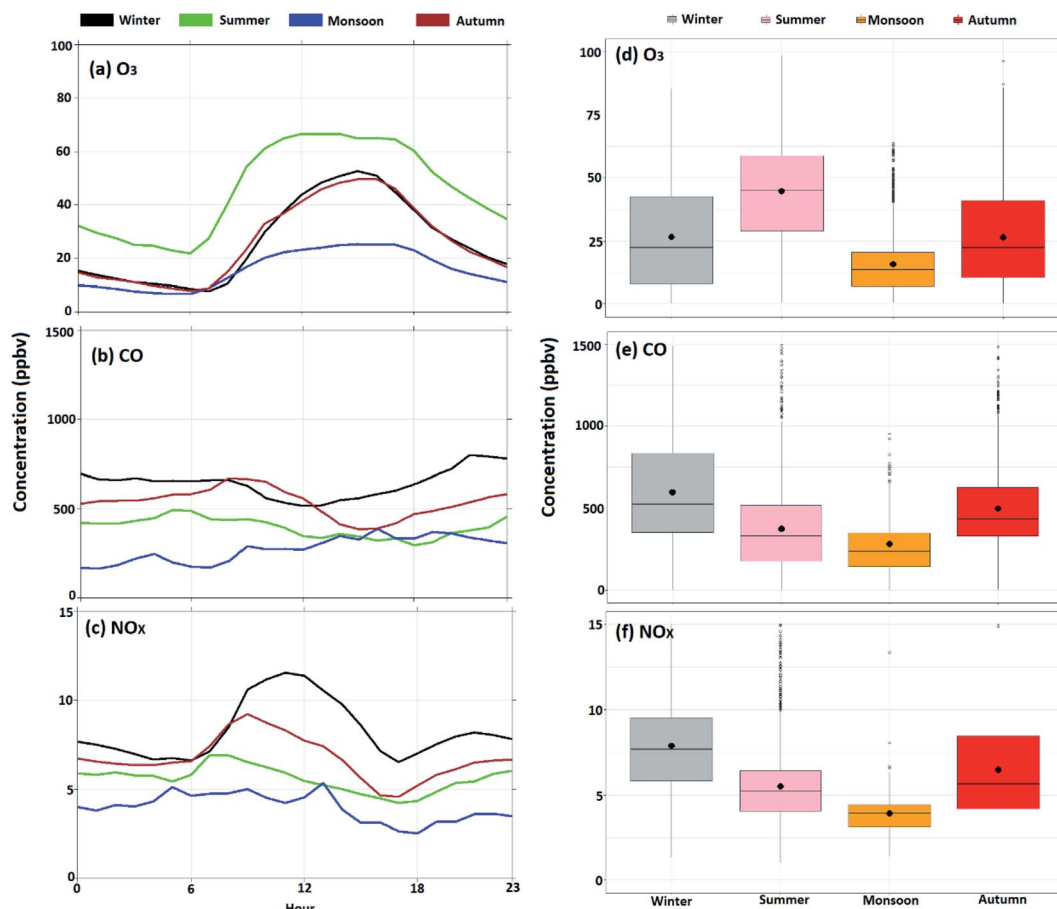 Winter Summer Monsoon Autumn
(a) O3
100
80
60
40
20
0
(b) CO
1500
1000
500
0
(c) NOx
15
10
5
0
0 6 12 18 23
Hour
Concentration (ppbv)
Winter Summer Monsoon Autumn
(d) O3
100
75
50
25
0
(e) CO
1500
1000
500
0
(f) NOx
15
10
5
0
Winter Summer Monsoon Autumn
Concentration (ppbv)